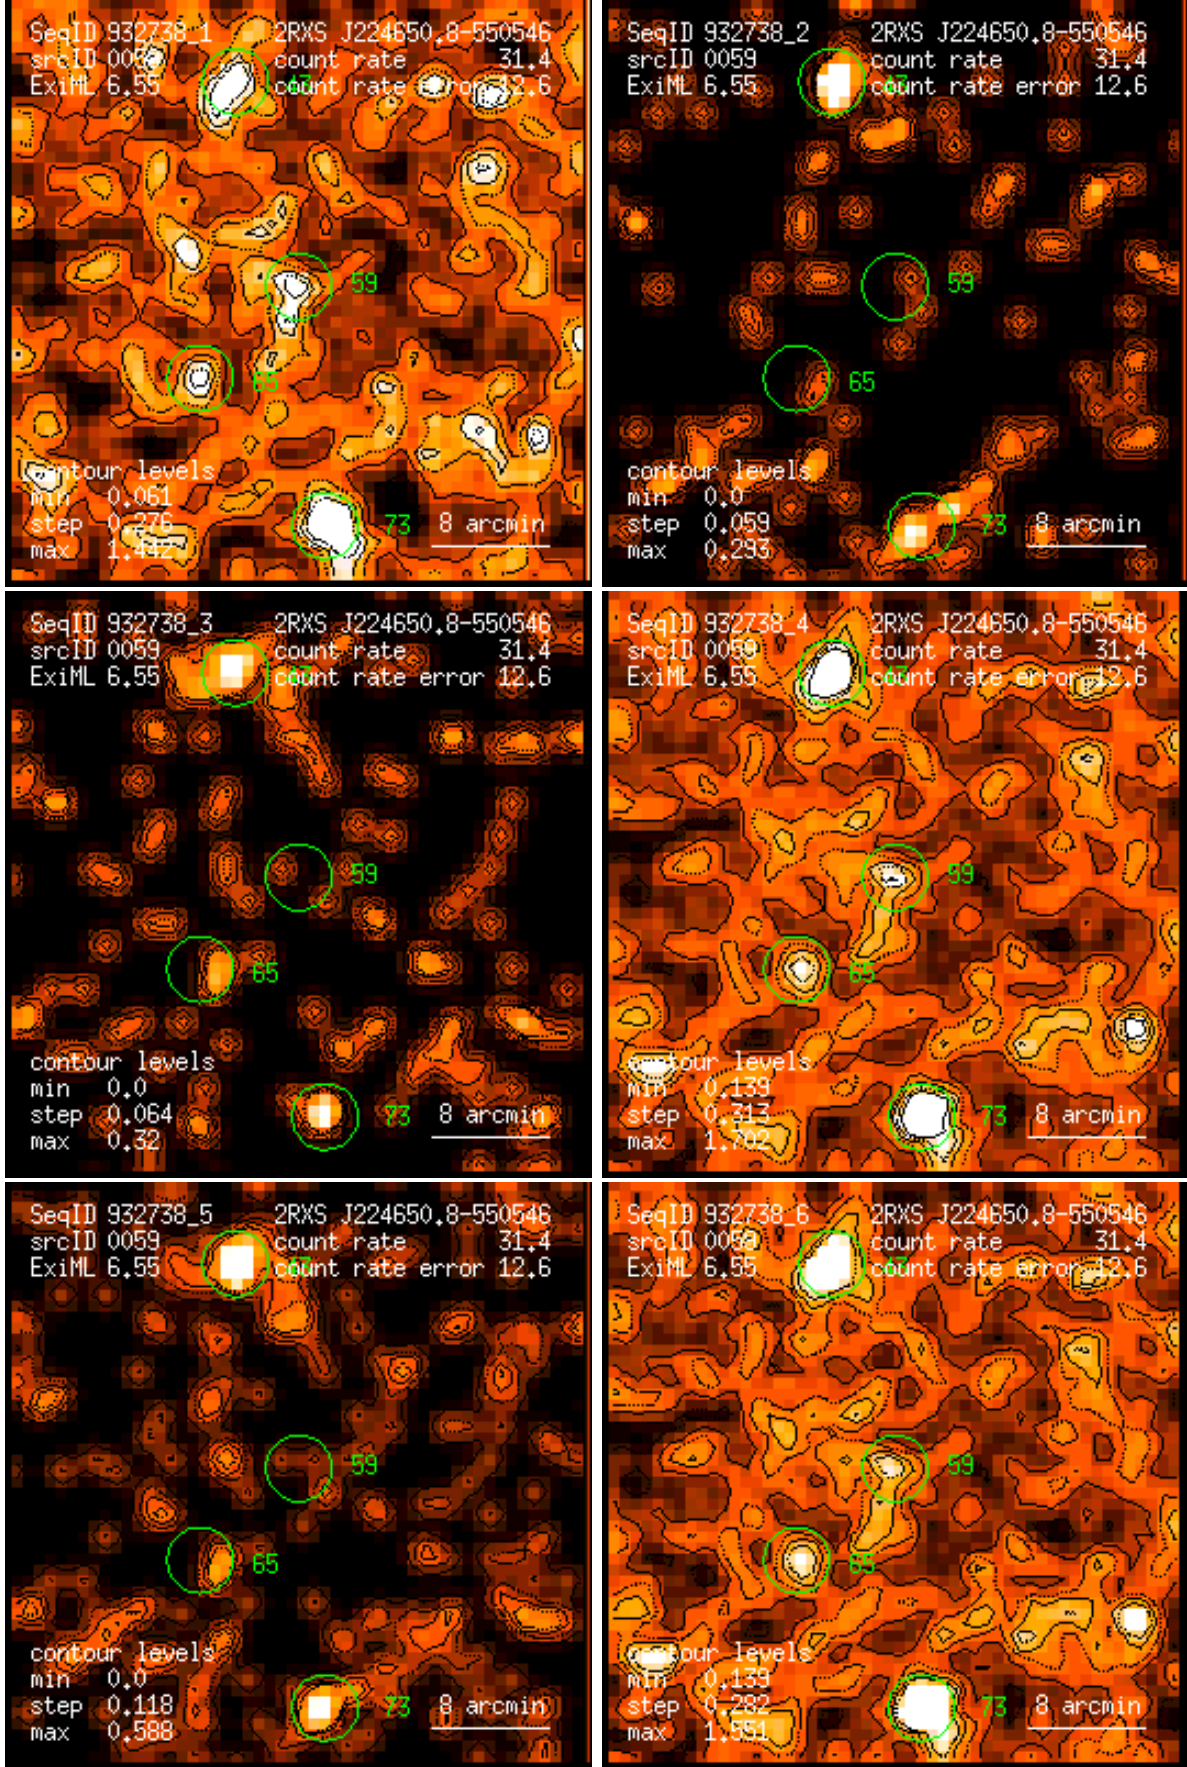 SeqID 932738_1 2RXS J224650.8-550546
srcID 0059 count rate 31.4
ExiML 6.55 47 count rate error 12.6
59
65
contour levels
min 0.061
step 0.276 73 8 arcmin
max 1.442
SeqID 932738_2 2RXS J224650.8-550546
srcID 0059 count rate 31.4
ExiML 6.55 47 count rate error 12.6
59
65
contour levels
min 0.0
step 0.059 73 8 arcmin
max 0.293
SeqID 932738_3 2RXS J224650.8-550546
srcID 0059 count rate 31.4
ExiML 6.55 47 count rate error 12.6
59
65
contour levels
min 0.0
step 0.064 73 8 arcmin
max 0.32
SeqID 932738_4 2RXS J224650.8-550546
srcID 0059 count rate 31.4
ExiML 6.55 47 count rate error 12.6
59
65
contour levels
min 0.139
step 0.313 73 8 arcmin
max 1.702
SeqID 932738_5 2RXS J224650.8-550546
srcID 0059 count rate 31.4
ExiML 6.55 47 count rate error 12.6
59
65
contour levels
min 0.0
step 0.118 73 8 arcmin
max 0.588
SeqID 932738_6 2RXS J224650.8-550546
srcID 0059 count rate 31.4
ExiML 6.55 47 count rate error 12.6
59
65
contour levels
min 0.139
step 0.282 73 8 arcmin
max 1.551